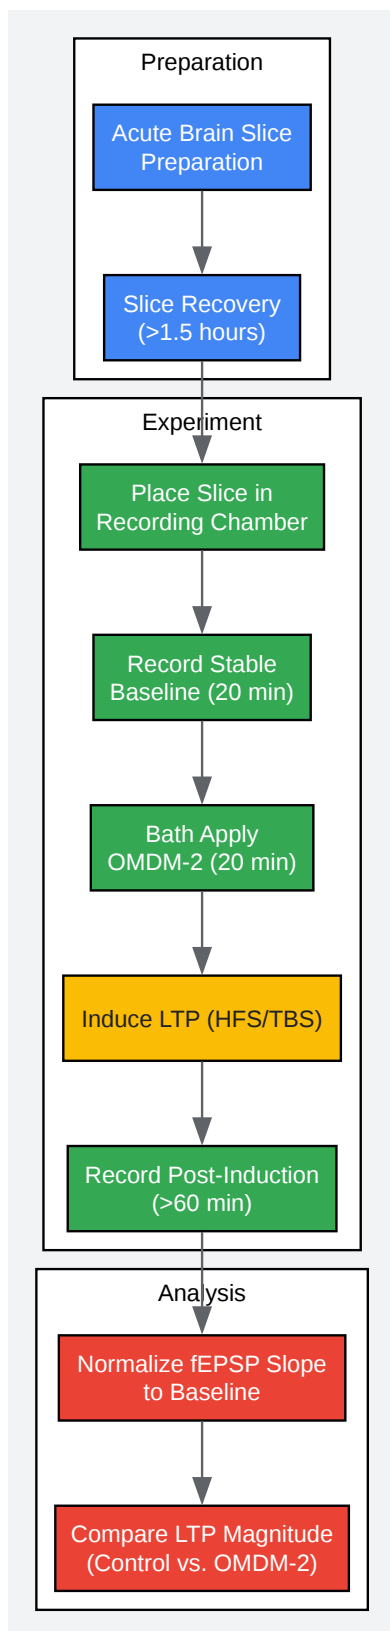 Preparation
Acute Brain Slice
Preparation
Slice Recovery
(>1.5 hours)
Experiment
Place Slice in
Recording Chamber
Record Stable
Baseline (20 min)
Bath Apply
OMDM-2 (20 min)
Induce LTP (HFS/TBS)
Record Post-Induction
(>60 min)
Analysis
Normalize fEPSP Slope
to Baseline
Compare LTP Magnitude
(Control vs. OMDM-2)